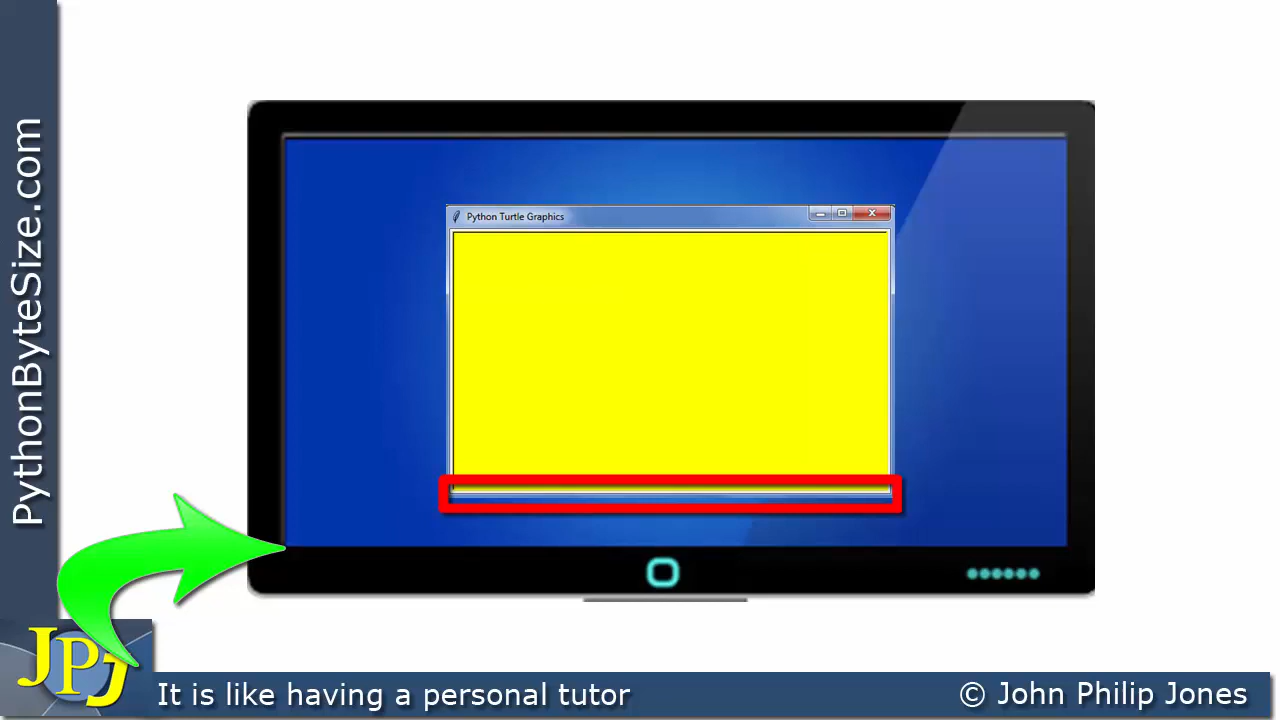 PythonByteSize.com
Python Turtle Graphics
JPJ
It is like having a personal tutor
© John Philip Jones